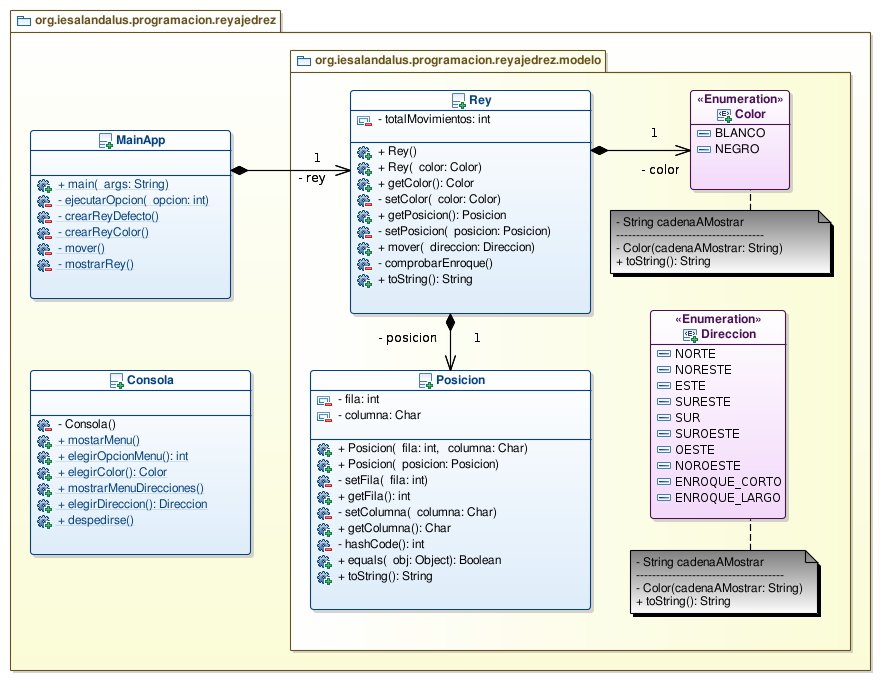 org.iesalandalus.programacion.reyajedrez
org.iesalandalus.programacion.reyajedrez.modelo
MainApp
+ main( args: String)
- ejecutarOpcion( opcion: int)
- crearReyDefecto()
- crearReyColor()
- mover()
- mostrarRey()
1
- rey
Rey
- totalMovimientos: int
+ Rey()
+ Rey( color: Color)
+ getColor(): Color
- setColor( color: Color)
+ getPosicion(): Posicion
- setPosicion( posicion: Posicion)
+ mover( direccion: Direccion)
- comprobarEnroque()
+ toString(): String
1
- color
«Enumeration»
Color
BLANCO
NEGRO
- String cadenaAMostrar
------------------------------------
- Color(cadenaAMostrar: String)
+ toString(): String
- posicion 1
Consola
- Consola()
+ mostarMenu()
+ elegirOpcionMenu(): int
+ elegirColor(): Color
+ mostrarMenuDirecciones()
+ elegirDireccion(): Direccion
+ despedirse()
Posicion
- fila: int
- columna: Char
+ Posicion( fila: int, columna: Char)
+ Posicion( posicion: Posicion)
- setFila( fila: int)
+ getFila(): int
- setColumna( columna: Char)
+ getColumna(): Char
- hashCode(): int
+ equals( obj: Object): Boolean
+ toString(): String
«Enumeration»
Direccion
NORTE
NORESTE
ESTE
SURESTE
SUR
SUROESTE
OESTE
NOROESTE
ENROQUE_CORTO
ENROQUE_LARGO
- String cadenaAMostrar
------------------------------------
- Color(cadenaAMostrar: String)
+ toString(): String